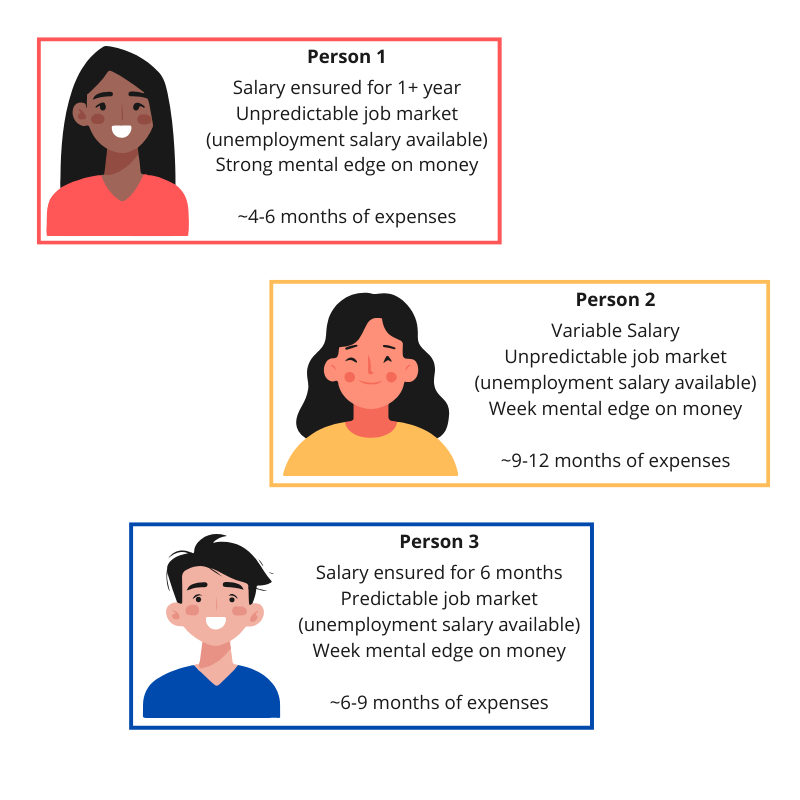 Person 1
Salary ensured for 1+ year
Unpredictable job market
(unemployment salary available)
Strong mental edge on money
~4-6 months of expenses
Person 2
Variable Salary
Unpredictable job market
(unemployment salary available)
Week mental edge on money
~9-12 months of expenses
Person 3
Salary ensured for 6 months
Predictable job market
(unemployment salary available)
Week mental edge on money
~6-9 months of expenses